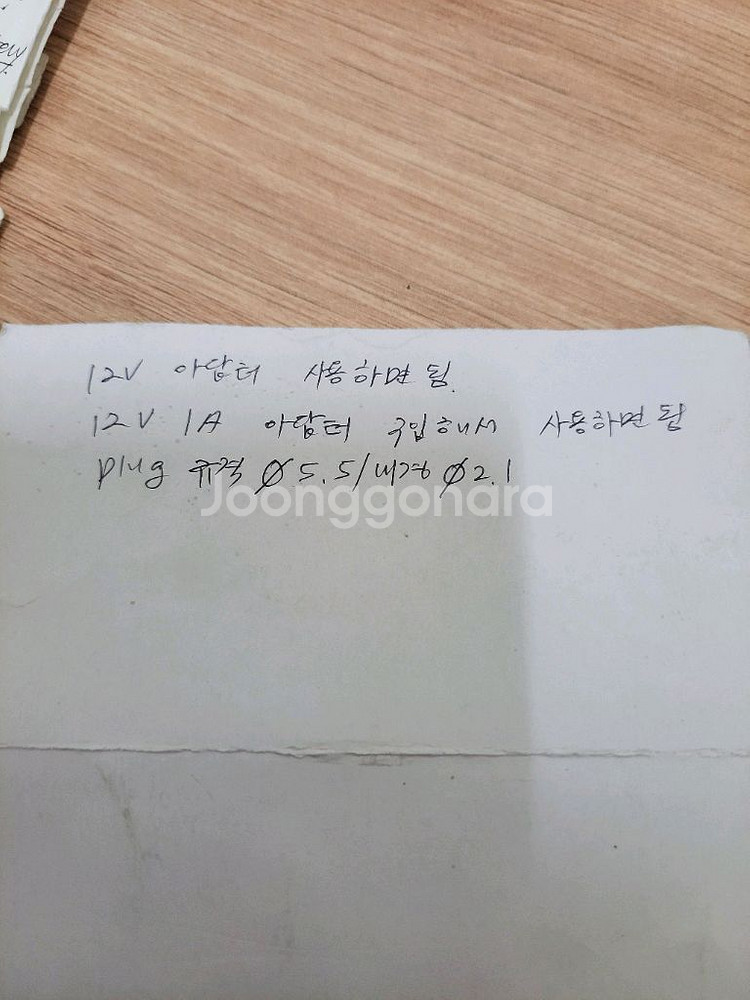 12V 아답터 사용하면 됨.
12V 1A 아답터 구입해서 사용하면 됨
plug 규격 Ø5.5/내경 Ø2.1
Joonggonara